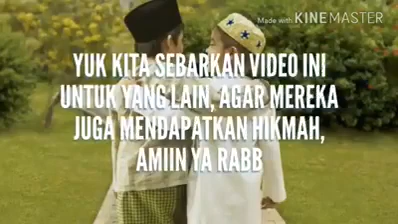 Made with KINEMASTER
YUK KITA SEBARKAN VIDEO INI
UNTUK YANG LAIN, AGAR MEREKA
JUGA MENDAPATKAN HIKMAH,
AMIIN YA RABB